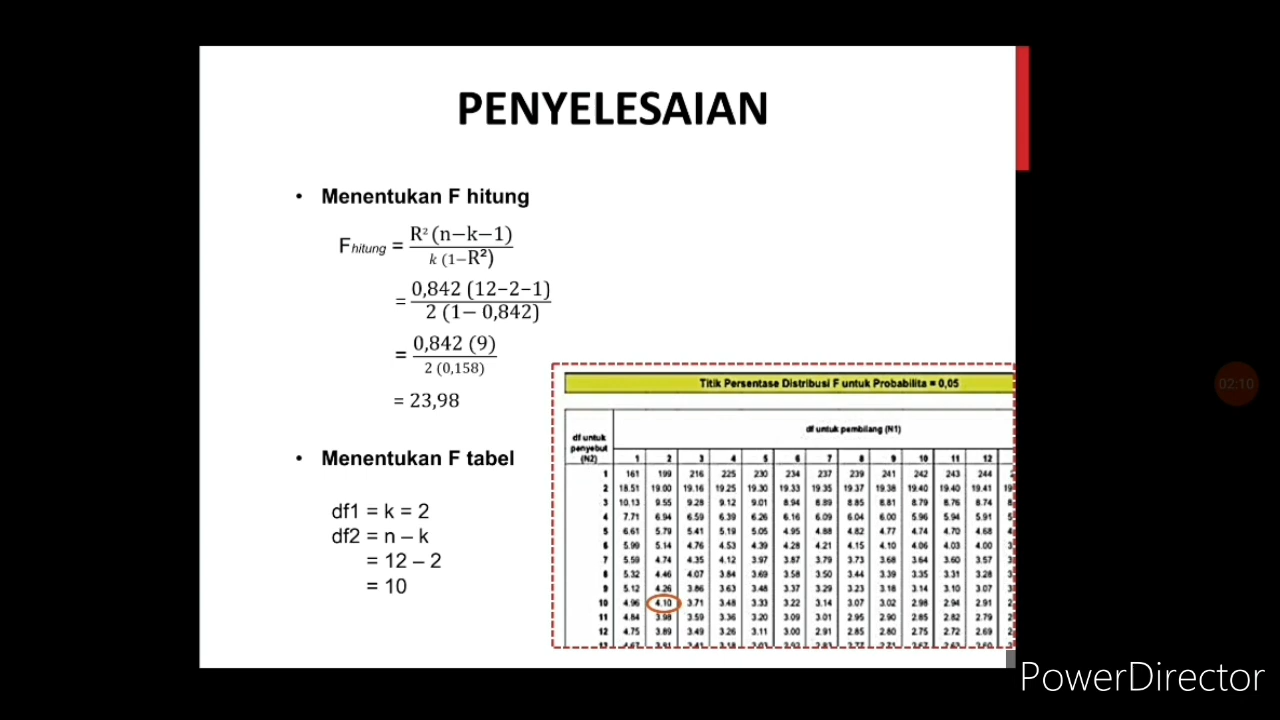 PENYELESAIAN
• Menentukan F hitung
Fhitung = R² (n−k−1)
k (1−R²)
= 0,842 (12−2−1)
2 (1− 0,842)
= 0,842 (9)
2 (0,158)
= 23,98
• Menentukan F tabel
df1 = k = 2
df2 = n – k
= 12 – 2
= 10
Titik Persentase Distribusi F untuk Probabilita = 0,05
df untuk penyebut (N2)
df untuk pembilang (N1)
1 2 3 4 5 6 7 8 9 10 11 12
1 161 199 216 225 230 234 237 239 241 242 243 244
2 18.51 19.00 19.16 19.25 19.30 19.33 19.35 19.37 19.38 19.40 19.40 19.41
3 10.13 9.55 9.28 9.12 9.01 8.94 8.89 8.85 8.81 8.79 8.76 8.74
4 7.71 6.94 6.59 6.39 6.26 6.16 6.09 6.04 6.00 5.96 5.94 5.91
5 6.61 5.79 5.41 5.19 5.05 4.95 4.88 4.82 4.77 4.74 4.70 4.68
6 5.99 5.14 4.76 4.53 4.39 4.28 4.21 4.15 4.10 4.06 4.03 4.00
7 5.59 4.74 4.35 4.12 3.97 3.87 3.79 3.73 3.68 3.64 3.60 3.57
8 5.32 4.46 4.07 3.84 3.69 3.58 3.50 3.44 3.39 3.35 3.31 3.28
9 5.12 4.26 3.86 3.63 3.48 3.37 3.29 3.23 3.18 3.14 3.10 3.07
10 4.96 4.10 3.71 3.48 3.33 3.22 3.14 3.07 3.02 2.98 2.94 2.91
11 4.84 3.98 3.59 3.36 3.20 3.09 3.01 2.95 2.90 2.85 2.82 2.79
12 4.75 3.89 3.49 3.26 3.11 3.00 2.91 2.85 2.80 2.75 2.72 2.69
02:10
PowerDirector